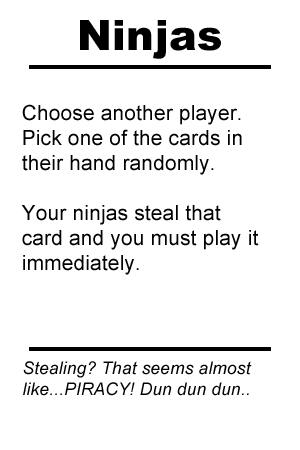 Ninjas
Choose another player.
Pick one of the cards in
their hand randomly.
Your ninjas steal that
card and you must play it
immediately.
Stealing? That seems almost
like...PIRACY! Dun dun dun..